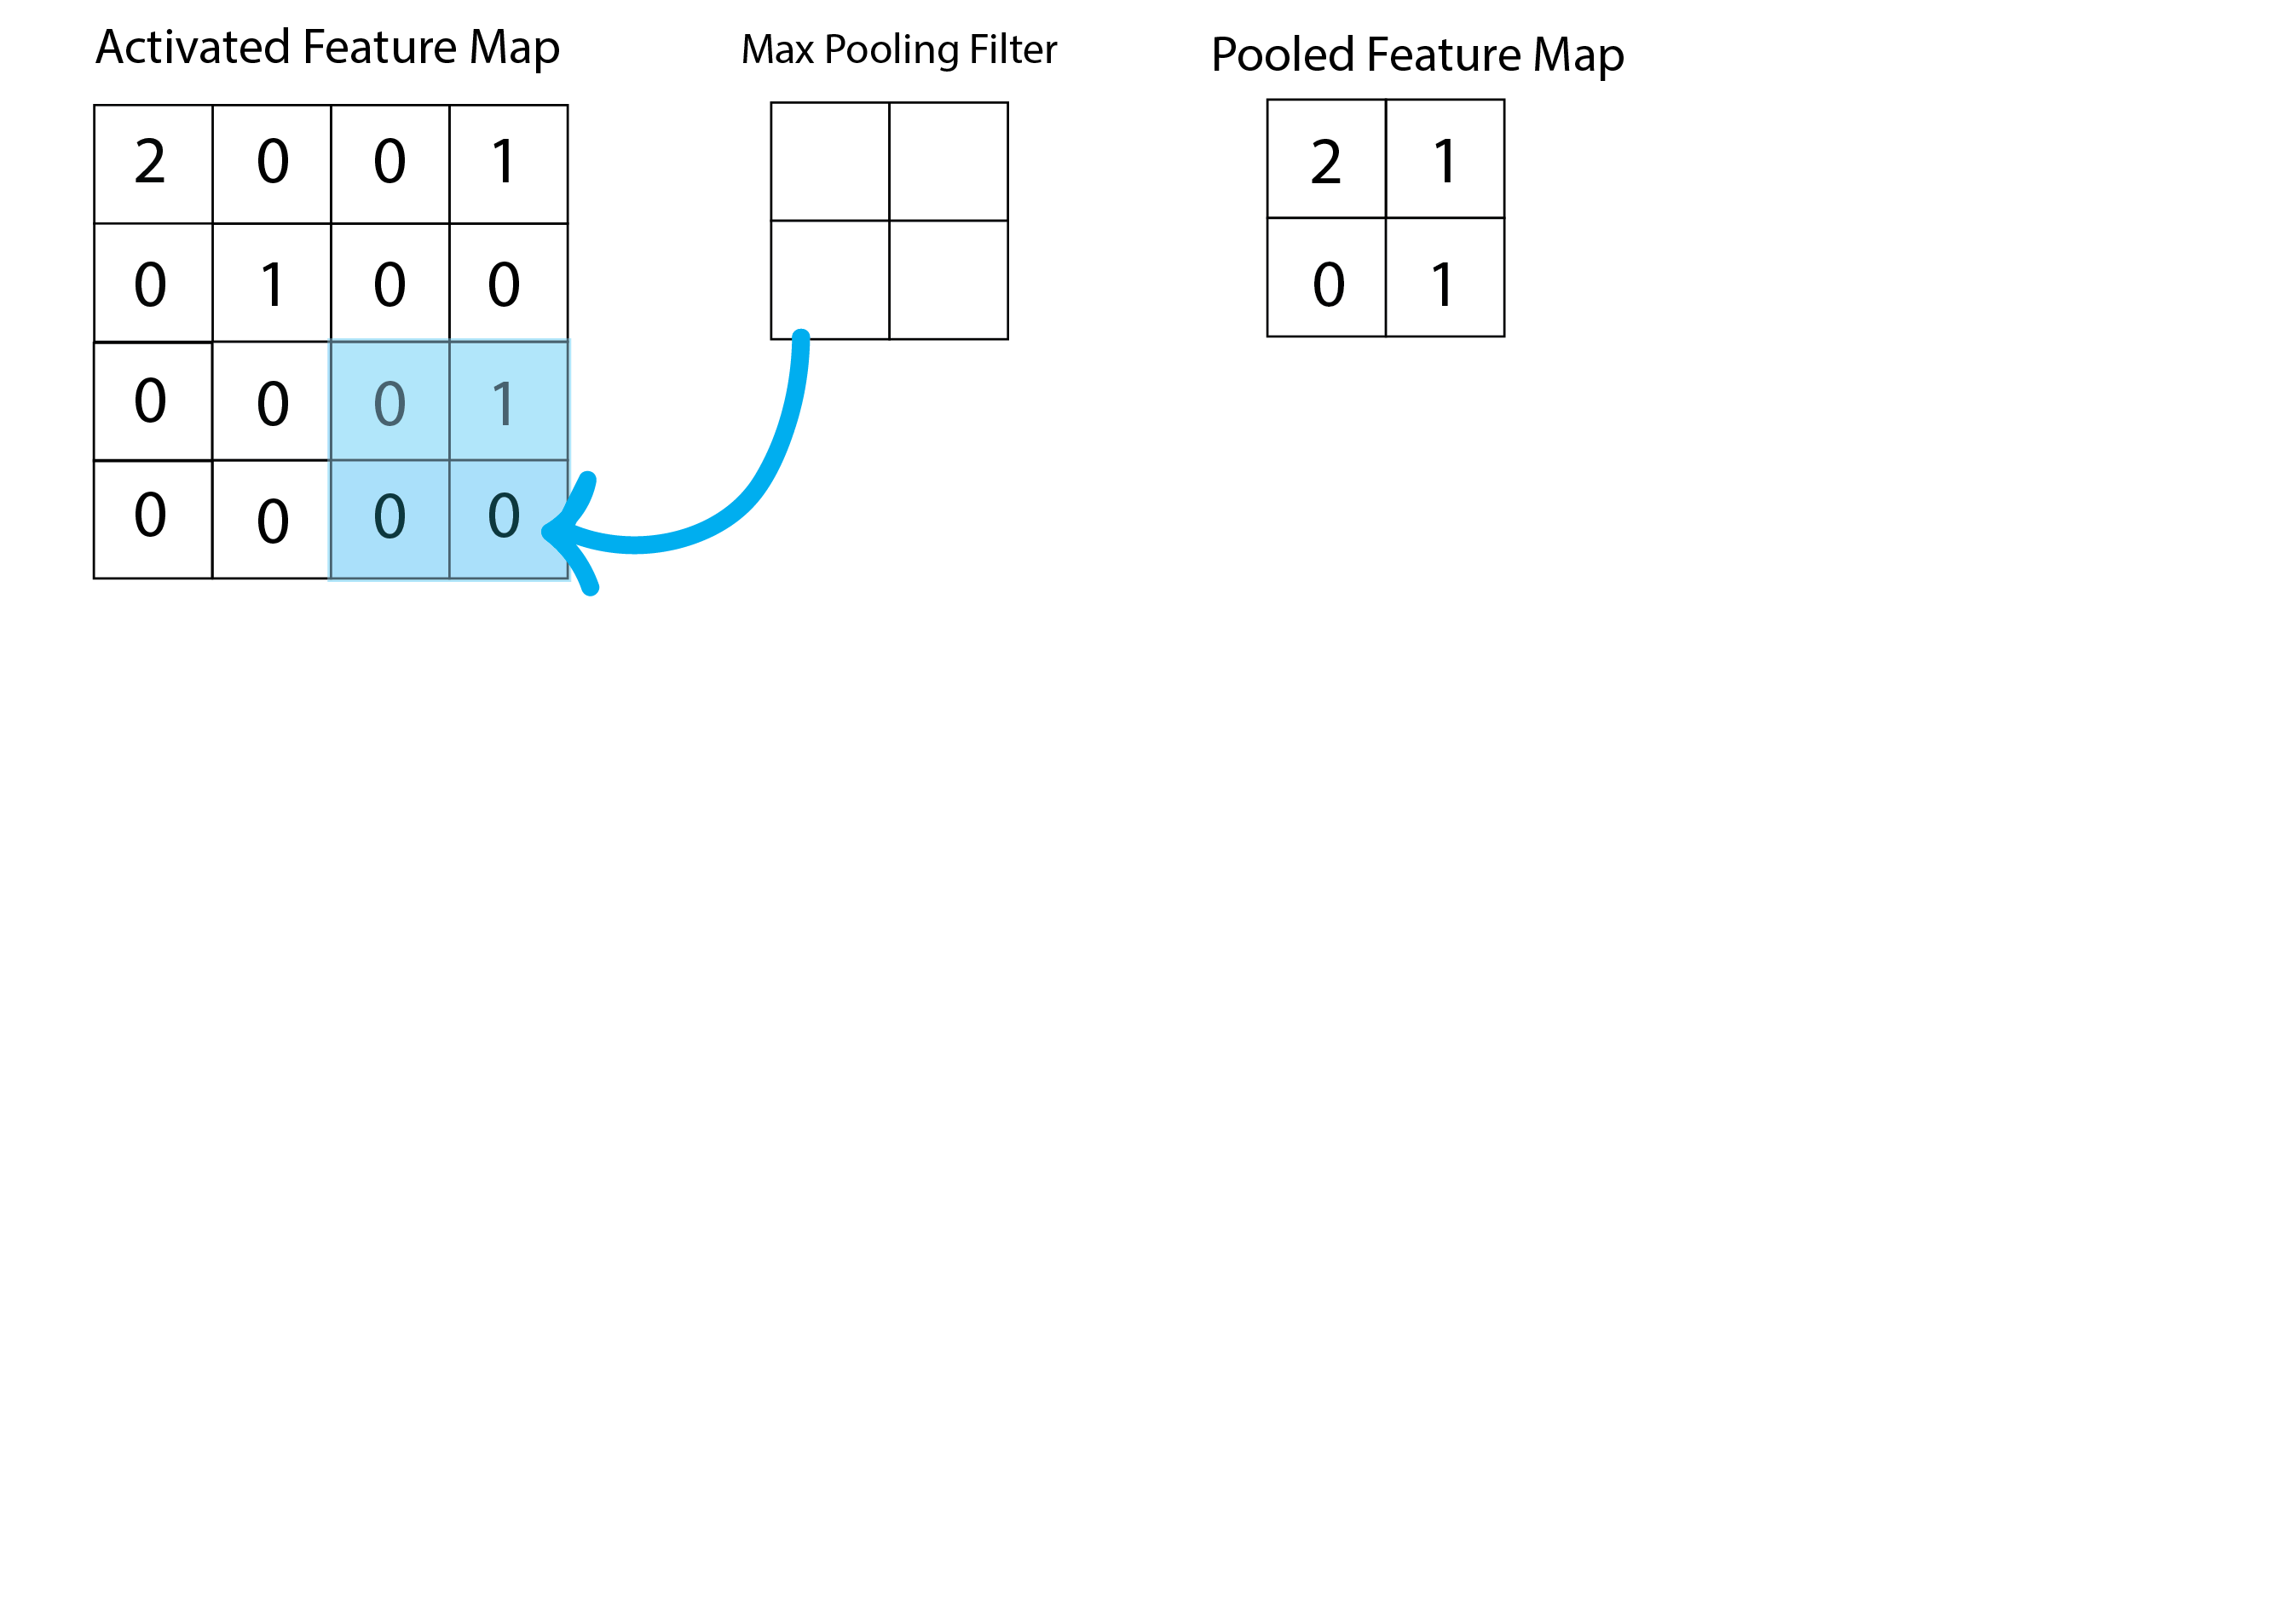 Activated Feature Map
Max Pooling Filter
Pooled Feature Map
2 0 0 1
0 1 0 0
0 0 0 1
0 0 0 0
2 1
0 1